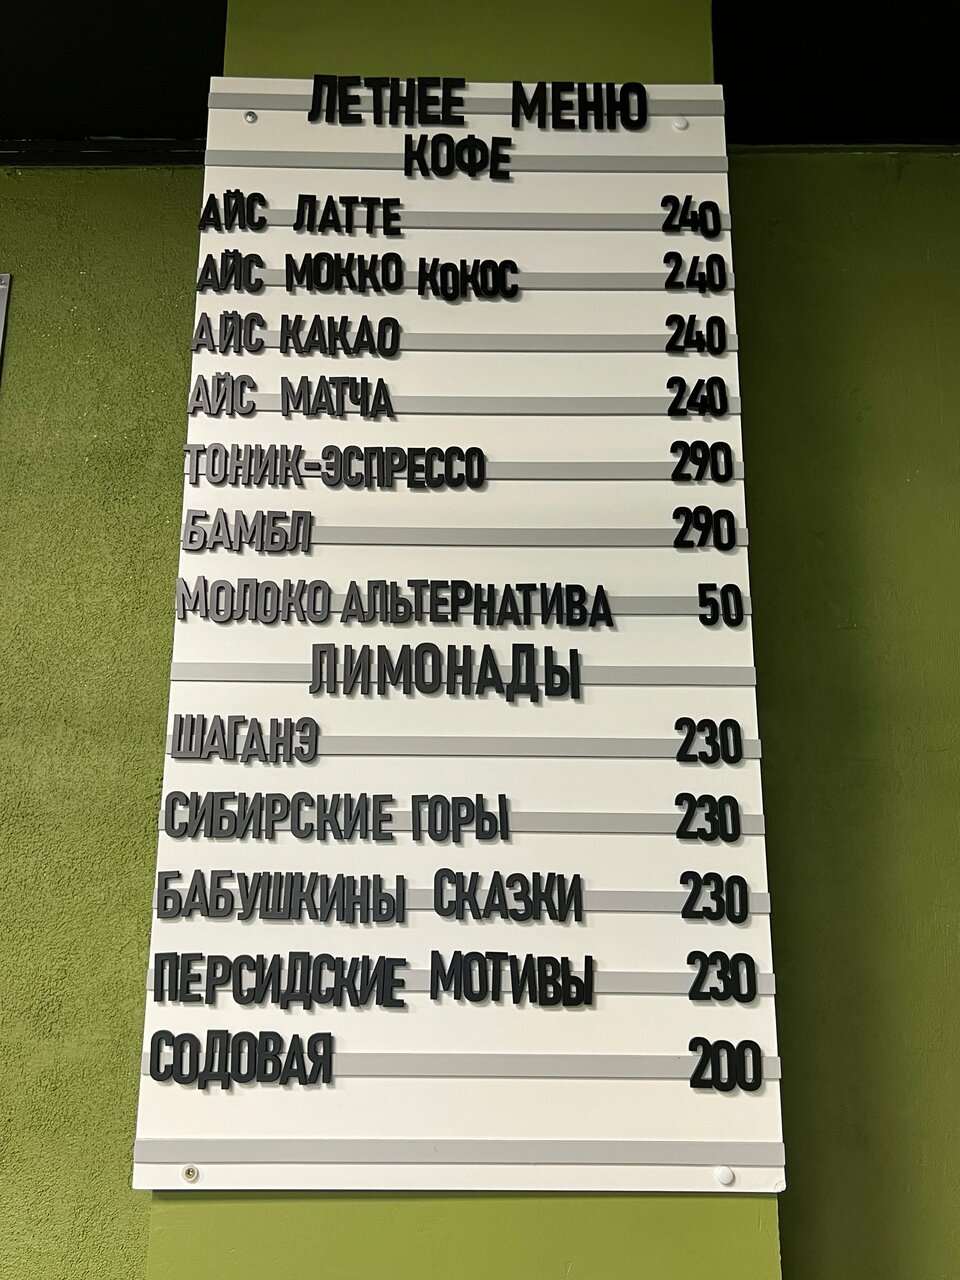 ЛЕТНЕЕ МЕНЮ
КОФЕ
АЙС ЛАТТЕ 240
АЙС МОККО КОКОС 240
АЙС КАКАО 240
АЙС МАТЧА 240
ТОНИК-ЭСПРЕССО 290
БАМБЛ 290
МОЛОКО АЛЬТЕРНАТИВА 50
ЛИМОНАДЫ
ШАГАНЭ 230
СИБИРСКИЕ ГОРЫ 230
БАБУШКИНЫ СКАЗКИ 230
ПЕРСИДСКИЕ МОТИВЫ 230
СОДОВАЯ 200